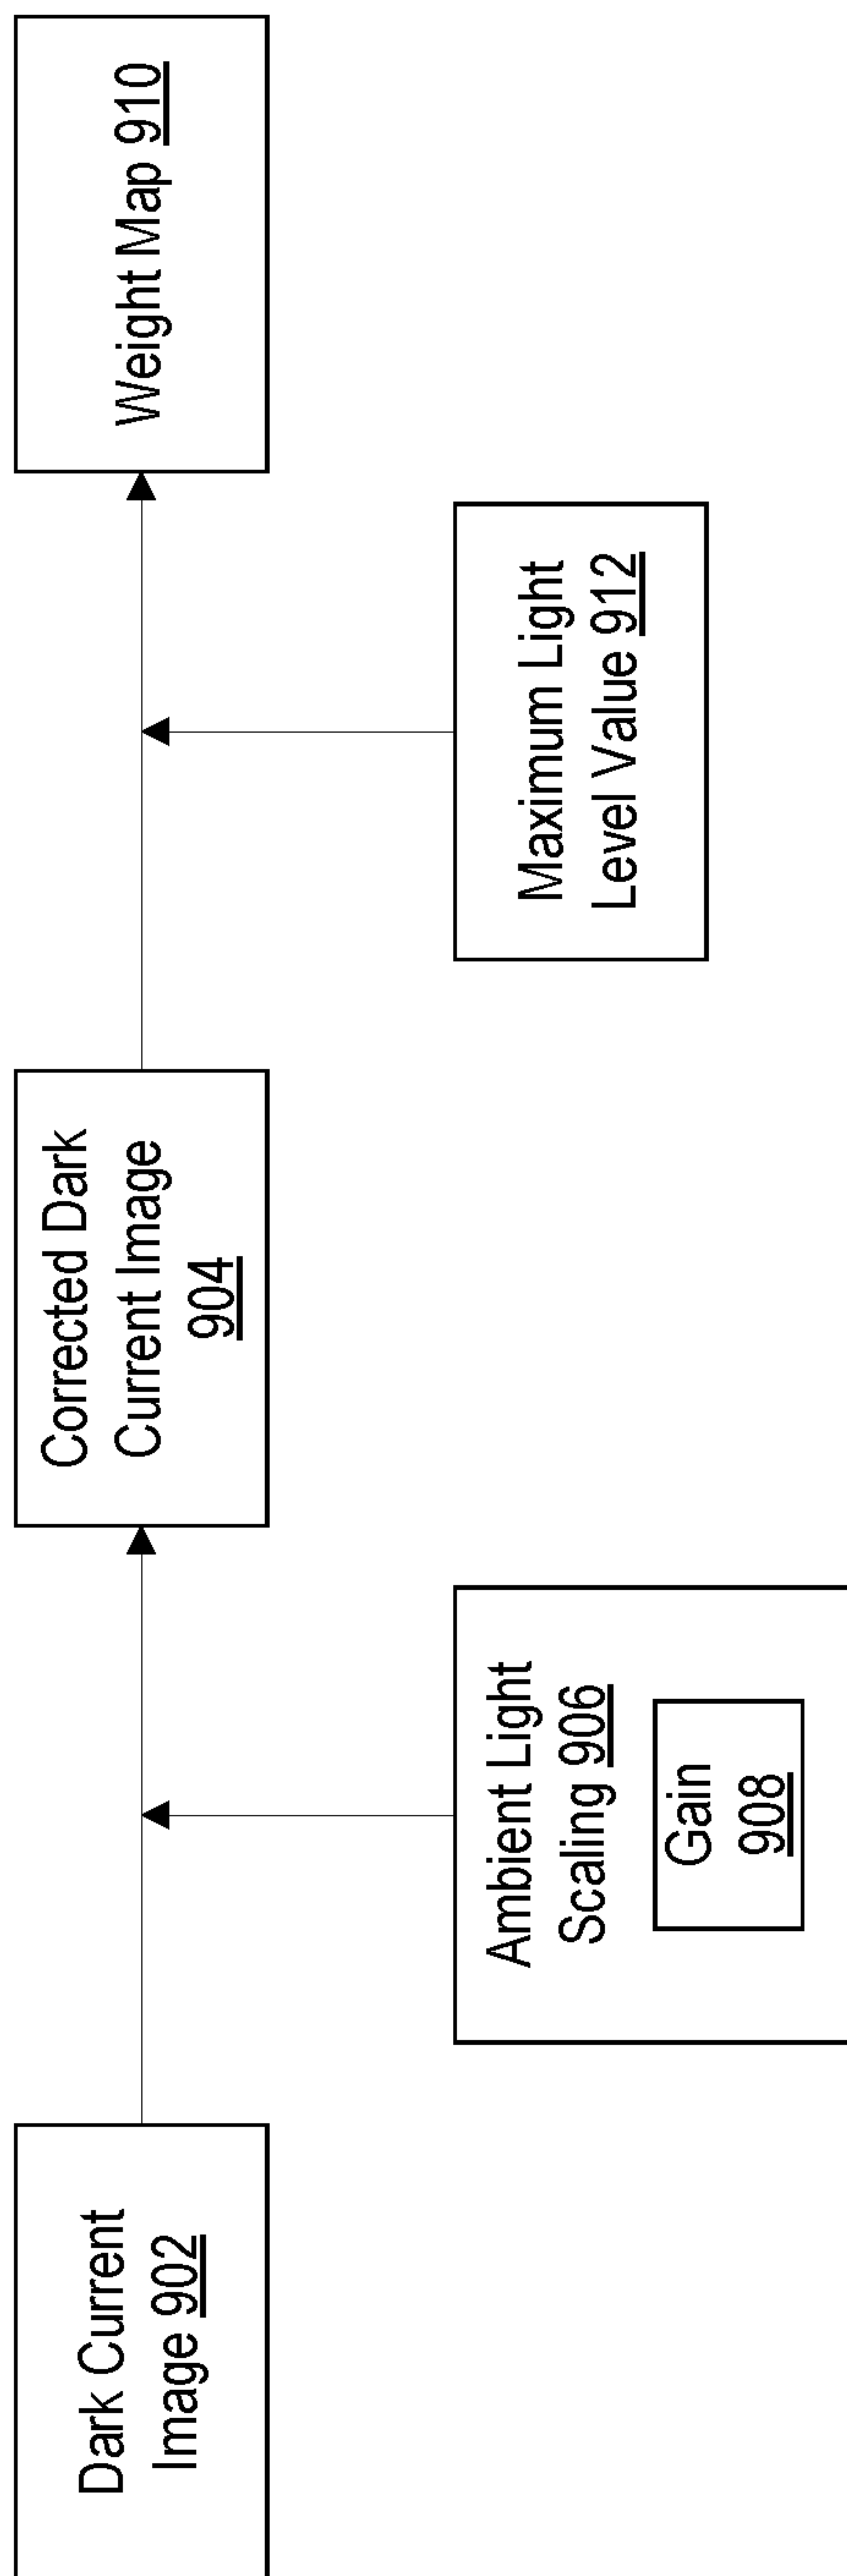 Dark Current
Image 902
Corrected Dark
Current Image
904
Weight Map 910
Ambient Light
Scaling 906
Gain
908
Maximum Light
Level Value 912